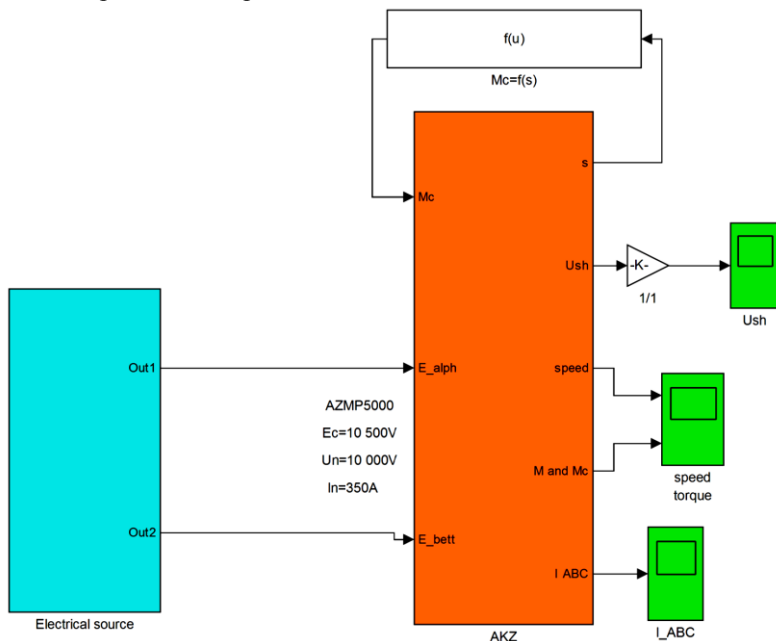 f(u)
Mc=f(s)
s
Mc
Ush
-K-
1/1
Ush
Out1
E_alph
speed
AZMP5000
Ec=10 500V
Un=10 000V
In=350A
M and Mc
speed
torque
Out2
E_bett
I ABC
Electrical source
AKZ
I_ABC